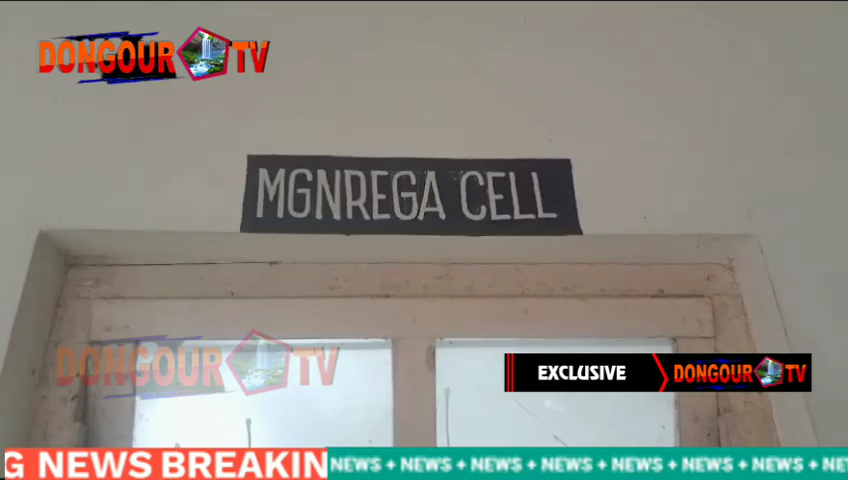 DONGOUR TV
MGNREGA CELL
DONGOUR TV
EXCLUSIVE DONGOUR TV
G NEWS BREAKIN NEWS + NEWS + NEWS + NEWS + NEWS + NEWS + NEWS + NE